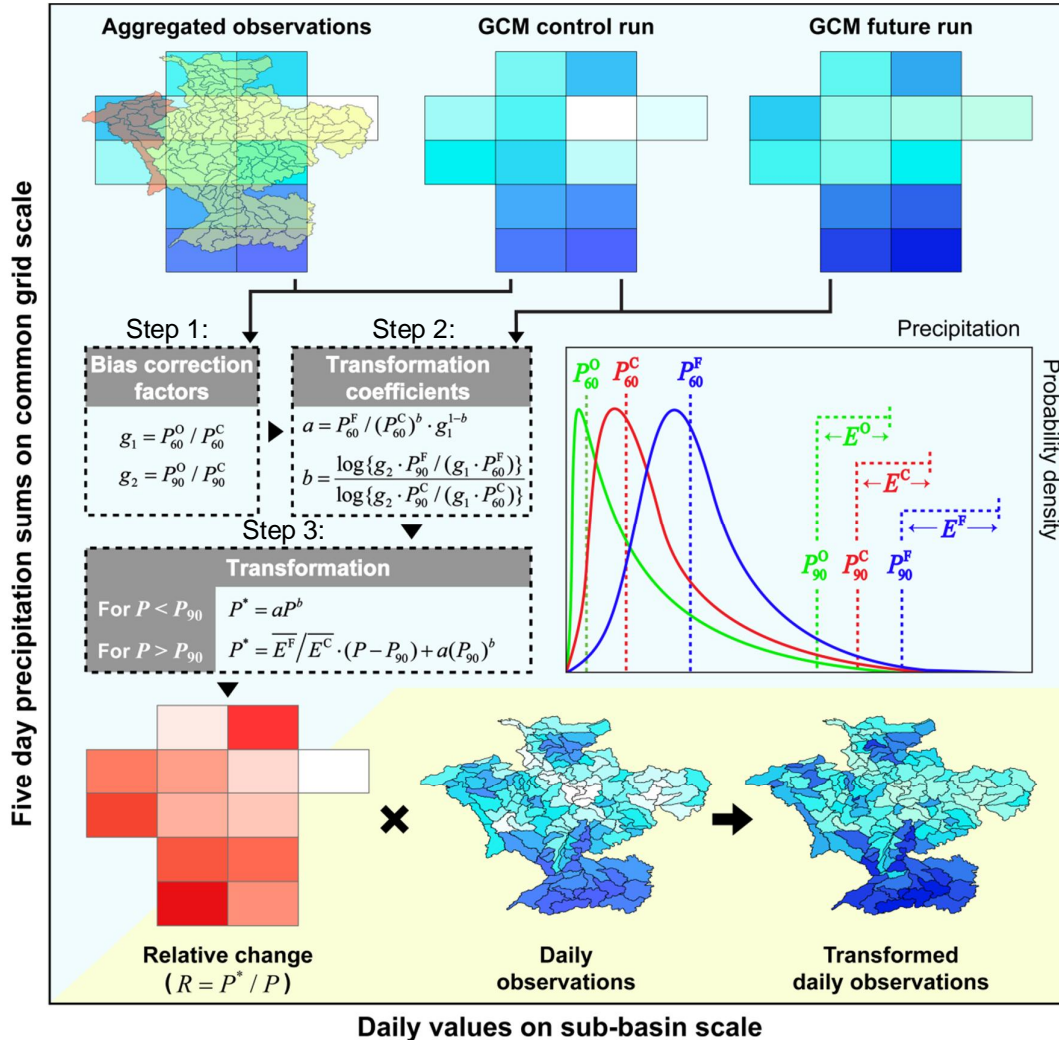 Aggregated observations
GCM control run
GCM future run
Five day precipitation sums on common grid scale
Step 1:
Bias correction
factors
g₁ = P₆₀ᴼ / P₆₀ᶜ
g₂ = P₉₀ᴼ / P₉₀ᶜ
Step 2:
Transformation
coefficients
a = P₆₀ᶠ / (P₆₀ᶜ)ᵇ · g₁¹⁻ᵇ
b = log{g₂ · P₉₀ᶠ / (g₁ · P₆₀ᶠ)} / log{g₂ · P₉₀ᶜ / (g₁ · P₆₀ᶜ)}
Step 3:
Transformation
For P < P₉₀ P* = aPᵇ
For P > P₉₀ P* = E̅ᶠ/E̅ᶜ · (P − P₉₀) + a(P₉₀)ᵇ
Precipitation
Probability density
P₆₀ᴼ P₆₀ᶜ P₆₀ᶠ
←Eᴼ→
←Eᶜ→
←Eᶠ→
P₉₀ᴼ P₉₀ᶜ P₉₀ᶠ
Relative change
(R = P* / P)
Daily
observations
Transformed
daily observations
Daily values on sub-basin scale